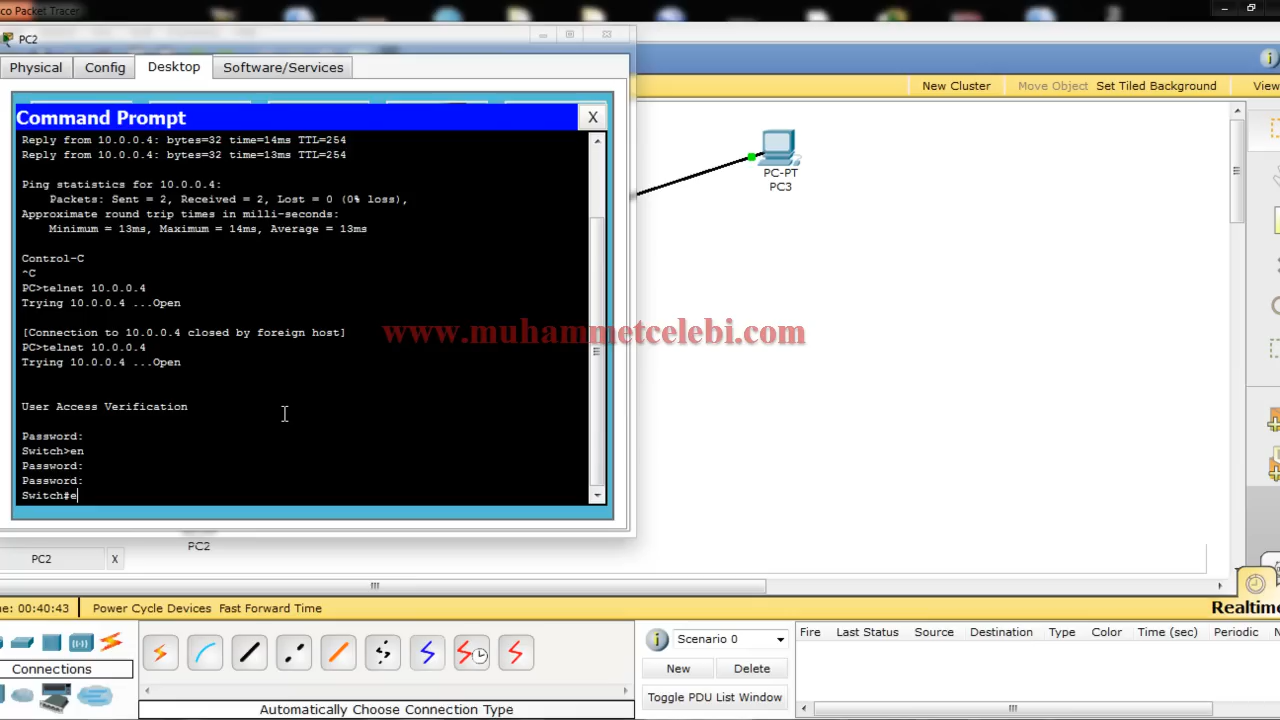 co Packet Tracer
PC2
Physical
Config
Desktop
Software/Services
New Cluster
Move Object
Set Tiled Background
View
Command Prompt
X
Reply from 10.0.0.4: bytes=32 time=14ms TTL=254
Reply from 10.0.0.4: bytes=32 time=13ms TTL=254
Ping statistics for 10.0.0.4:
Packets: Sent = 2, Received = 2, Lost = 0 (0% loss),
Approximate round trip times in milli-seconds:
Minimum = 13ms, Maximum = 14ms, Average = 13ms
Control-C
^C
PC>telnet 10.0.0.4
Trying 10.0.0.4 ...Open
[Connection to 10.0.0.4 closed by foreign host]
PC>telnet 10.0.0.4
Trying 10.0.0.4 ...Open
User Access Verification
Password:
Switch>en
Password:
Password:
Switch#e
www.muhammetcelebi.com
PC-PT
PC3
PC2
PC2
X
ne: 00:40:43
Power Cycle Devices
Fast Forward Time
Realtime
Connections
Automatically Choose Connection Type
Scenario 0
New
Delete
Toggle PDU List Window
Fire
Last Status
Source
Destination
Type
Color
Time (sec)
Periodic
N